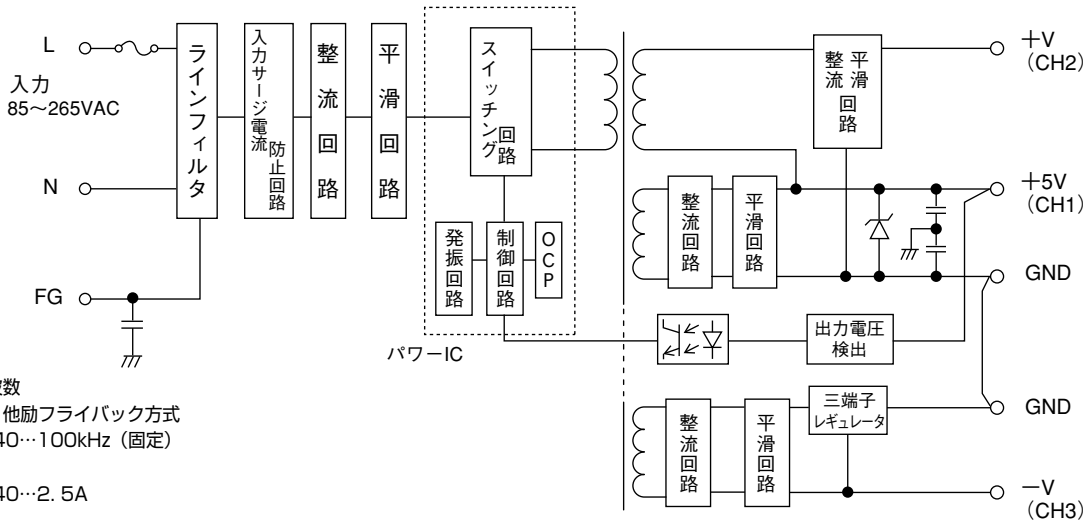 L
入力
85～265VAC
N
FG
ラインフィルタ
入力サージ電流
防止回路
整流回路
平滑回路
スイッチング
回路
発振回路
制御回路
OCP
パワーIC
整流
平滑
回路
＋V
（CH2）
整流回路
平滑回路
＋5V
（CH1）
GND
出力電圧
検出
三端子
レギュレータ
GND
整流回路
平滑回路
－V
（CH3）
数
他励フライバック方式
40…100kHz（固定）
40…2. 5A